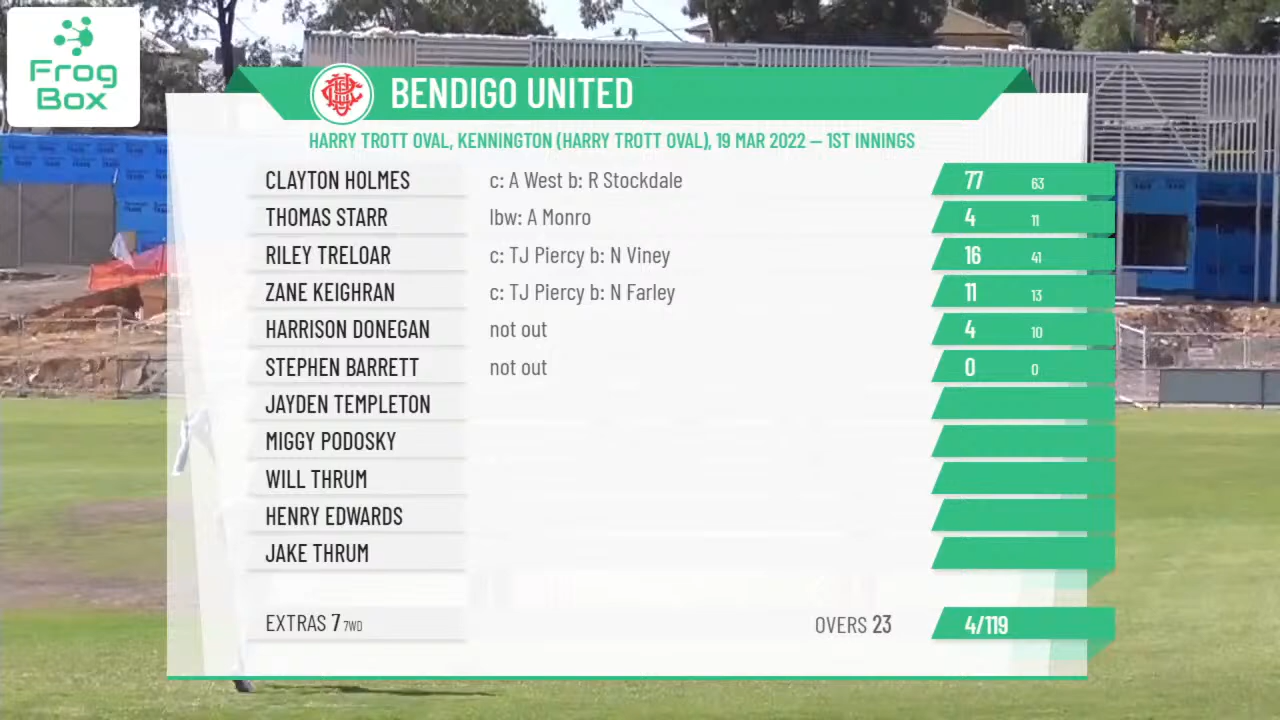 Frog
Box
BENDIGO UNITED
HARRY TROTT OVAL, KENNINGTON (HARRY TROTT OVAL), 19 MAR 2022 – 1ST INNINGS
CLAYTON HOLMES c: A West b: R Stockdale 77 63
THOMAS STARR lbw: A Monro 4 11
RILEY TRELOAR c: TJ Piercy b: N Viney 16 41
ZANE KEIGHRAN c: TJ Piercy b: N Farley 11 13
HARRISON DONEGAN not out 4 10
STEPHEN BARRETT not out 0 0
JAYDEN TEMPLETON
MIGGY PODOSKY
WILL THRUM
HENRY EDWARDS
JAKE THRUM
EXTRAS 7 7WD OVERS 23 4/119